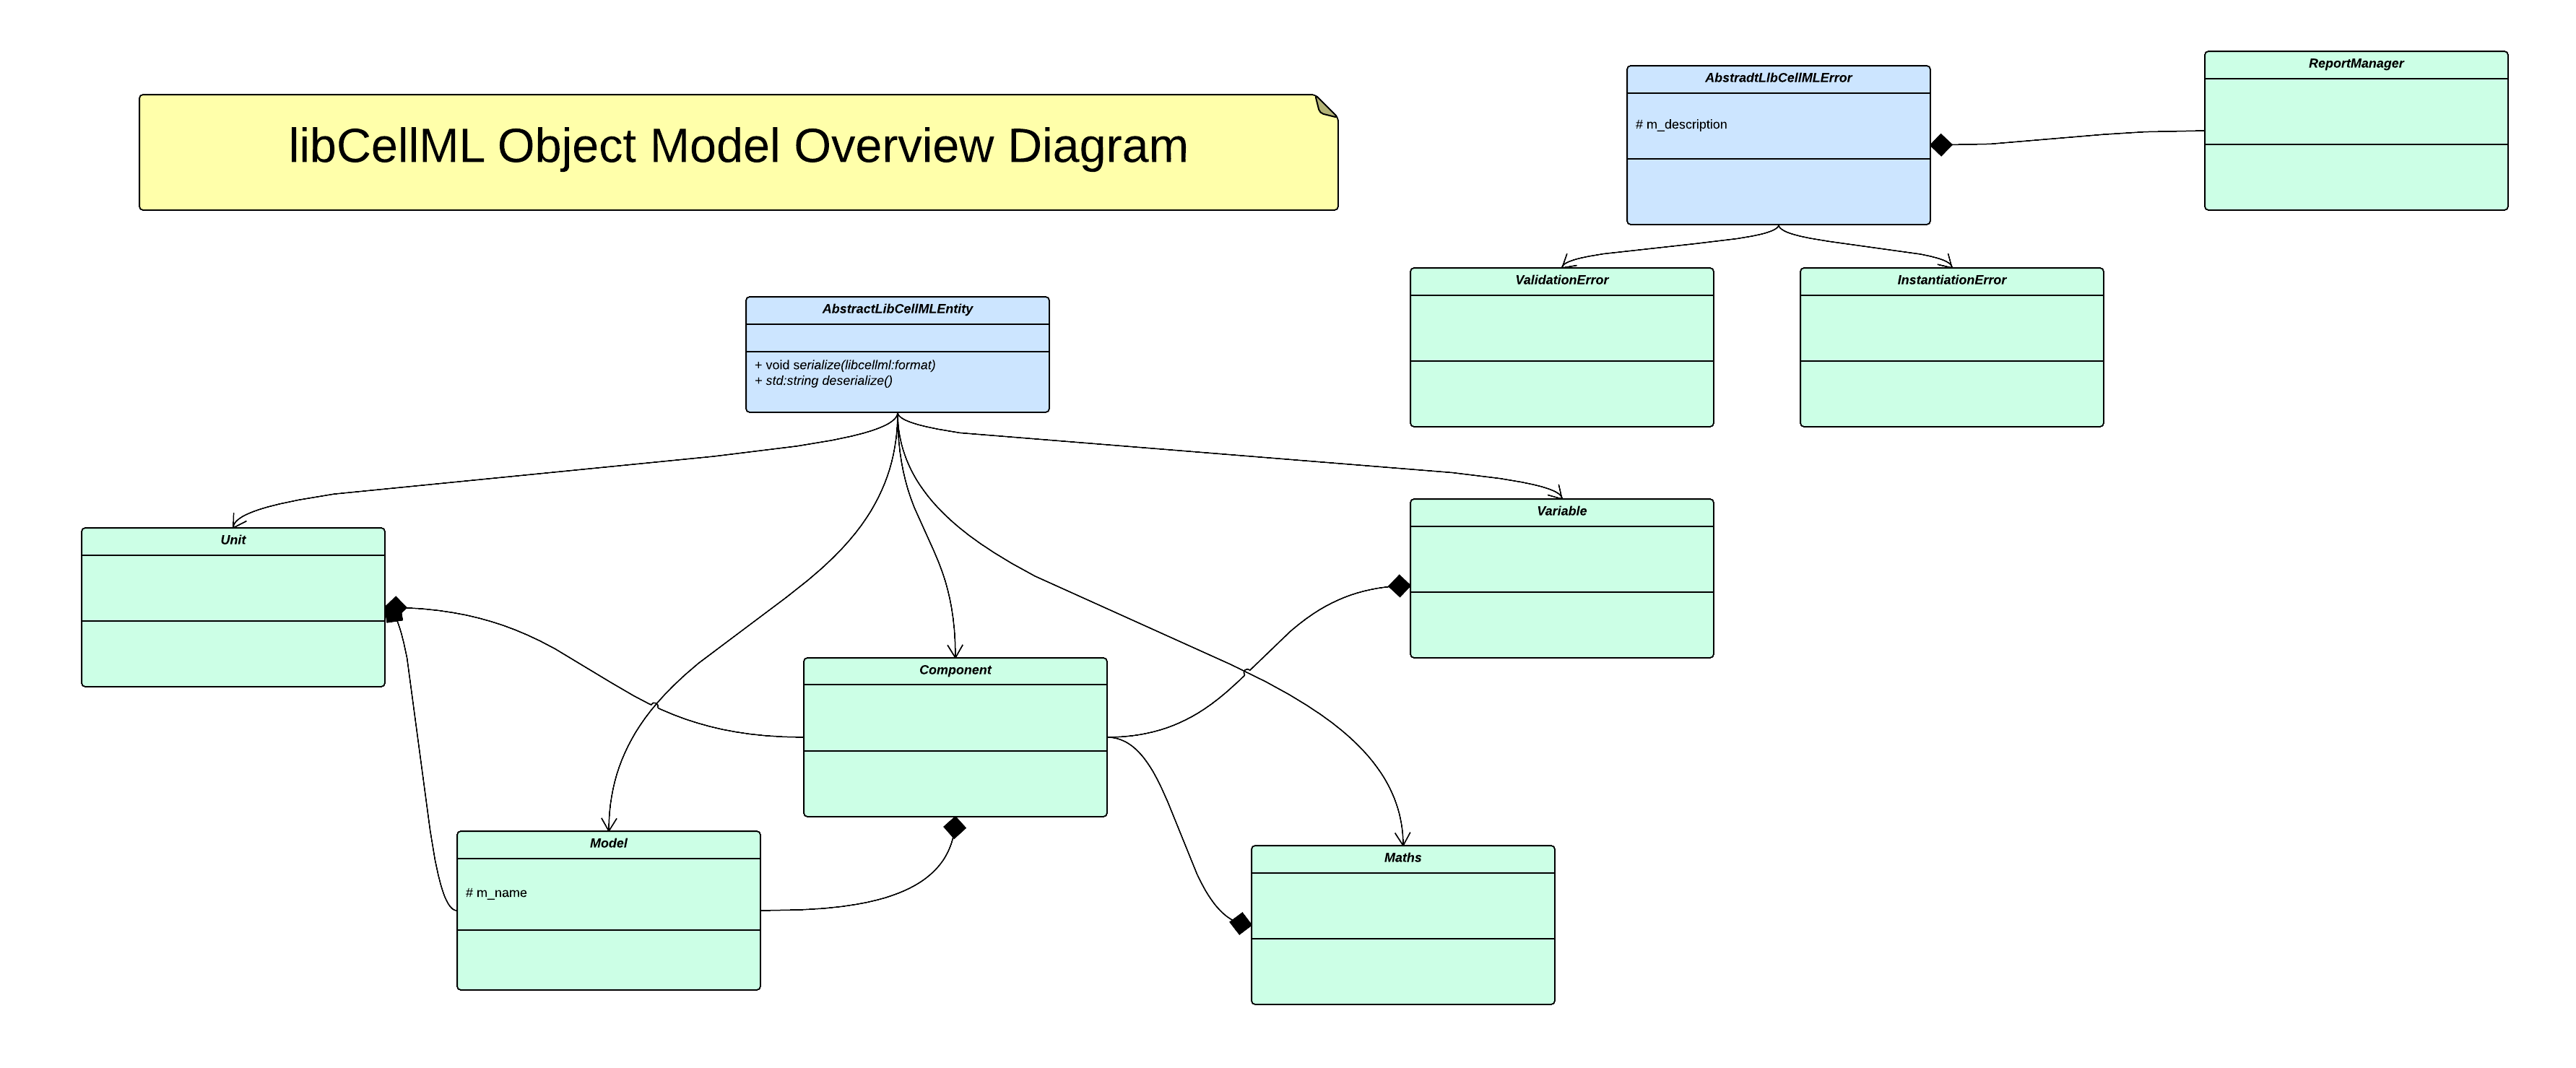 libCellML Object Model Overview Diagram
AbstradtLIbCellMLError
# m_description
ReportManager
ValidationError
InstantiationError
AbstractLibCellMLEntity
+ void serialize(libcellml:format)
+ std:string deserialize()
Unit
Variable
Component
Model
# m_name
Maths